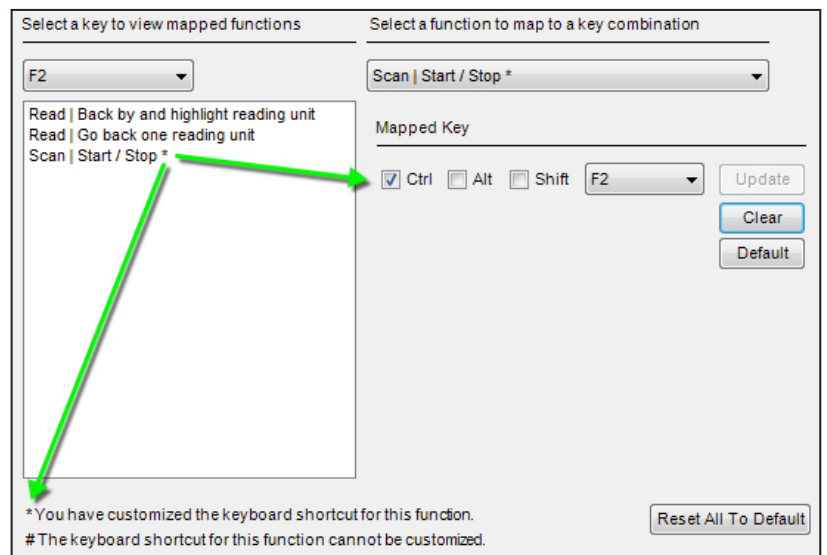 Select a key to view mapped functions
Select a function to map to a key combination
F2
Scan | Start / Stop *
Read | Back by and highlight reading unit
Read | Go back one reading unit
Scan | Start / Stop *
Mapped Key
Ctrl Alt Shift F2 Update
Clear
Default
*You have customized the keyboard shortcut for this function.
# The keyboard shortcut for this function cannot be customized.
Reset All To Default